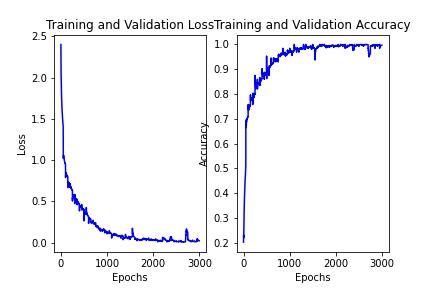 Training and Validation Loss
2.5
2.0
1.5
1.0
0.5
0.0
Loss
0 1000 2000 3000
Epochs
Training and Validation Accuracy
1.0
0.9
0.8
0.7
0.6
0.5
0.4
0.3
0.2
Accuracy
0 1000 2000 3000
Epochs